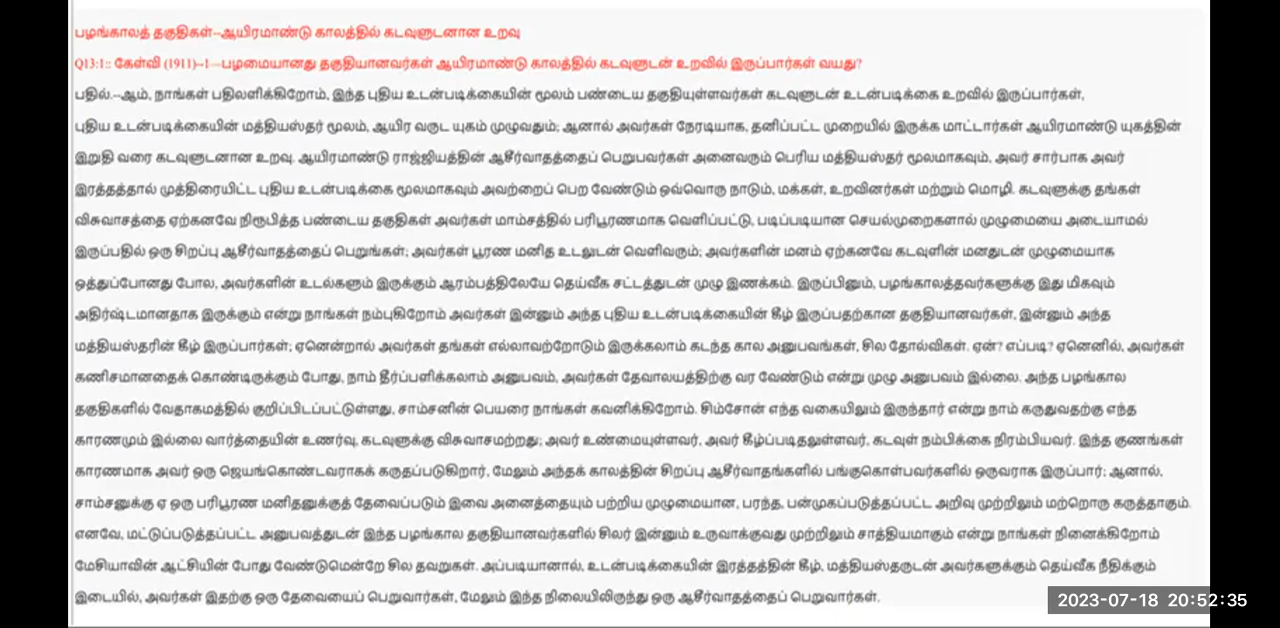 பழங்காலத் தகுதிகள்--ஆயிரமாண்டு காலத்தில் கடவுளுடனான உறவு
Q13:1:: கேள்வி (1911)--1--பழமையானது தகுதியானவர்கள் ஆயிரமாண்டு காலத்தில் கடவுளுடன் உறவில் இருப்பார்கள் வயது?
பதில்.--ஆம், நாங்கள் பதிலளிக்கிறோம், இந்த புதிய உடன்படிக்கையின் மூலம் பண்டைய தகுதியுள்ளவர்கள் கடவுளுடன் உடன்படிக்கை உறவில் இருப்பார்கள்,
புதிய உடன்படிக்கையின் மத்தியஸ்தர் மூலம், ஆயிர வருட யுகம் முழுவதும்; ஆனால் அவர்கள் நேரடியாக, தனிப்பட்ட முறையில் இருக்க மாட்டார்கள் ஆயிரமாண்டு யுகத்தின்
இறுதி வரை கடவுளுடனான உறவு. ஆயிரமாண்டு ராஜ்ஜியத்தின் ஆசீர்வாதத்தைப் பெறுபவர்கள் அனைவரும் பெரிய மத்தியஸ்தர் மூலமாகவும், அவர் சார்பாக அவர்
இரத்தத்தால் முத்திரையிட்ட புதிய உடன்படிக்கை மூலமாகவும் அவற்றைப் பெற வேண்டும் ஒவ்வொரு நாடும், மக்கள், உறவினர்கள் மற்றும் மொழி. கடவுளுக்கு தங்கள்
விசுவாசத்தை ஏற்கனவே நிரூபித்த பண்டைய தகுதிகள் அவர்கள் மாம்சத்தில் பரிபூரணமாக வெளிப்பட்டு, படிப்படியான செயல்முறைகளால் முழுமையை அடையாமல்
இருப்பதில் ஒரு சிறப்பு ஆசீர்வாதத்தைப் பெறுங்கள்; அவர்கள் பூரண மனித உடலுடன் வெளிவரும்; அவர்களின் மனம் ஏற்கனவே கடவுளின் மனதுடன் முழுமையாக
ஒத்துப்போனது போல, அவர்களின் உடல்களும் இருக்கும் ஆரம்பத்திலேயே தெய்வீக சட்டத்துடன் முழு இணக்கம். இருப்பினும், பழங்காலத்தவர்களுக்கு இது மிகவும்
அதிர்ஷ்டமானதாக இருக்கும் என்று நாங்கள் நம்புகிறோம் அவர்கள் இன்னும் அந்த புதிய உடன்படிக்கையின் கீழ் இருப்பதற்கான தகுதியானவர்கள், இன்னும் அந்த
மத்தியஸ்தரின் கீழ் இருப்பார்கள்; ஏனென்றால் அவர்கள் தங்கள் எல்லாவற்றோடும் இருக்கலாம் கடந்த கால அனுபவங்கள், சில தோல்விகள். ஏன்? எப்படி? ஏனெனில், அவர்கள்
கணிசமானதைக் கொண்டிருக்கும் போது, நாம் தீர்ப்பளிக்கலாம் அனுபவம், அவர்கள் தேவாலயத்திற்கு வர வேண்டும் என்று முழு அனுபவம் இல்லை. அந்த பழங்கால
தகுதிகளில் வேதாகமத்தில் குறிப்பிடப்பட்டுள்ளது, சாம்சனின் பெயரை நாங்கள் கவனிக்கிறோம். சிம்சோன் எந்த வகையிலும் இருந்தார் என்று நாம் கருதுவதற்கு எந்த
காரணமும் இல்லை வார்த்தையின் உணர்வு, கடவுளுக்கு விசுவாசமற்றது; அவர் உண்மையுள்ளவர், அவர் கீழ்ப்படிதலுள்ளவர், கடவுள் நம்பிக்கை நிரம்பியவர். இந்த குணங்கள்
காரணமாக அவர் ஒரு ஜெயங்கொண்டவராகக் கருதப்படுகிறார், மேலும் அந்தக் காலத்தின் சிறப்பு ஆசீர்வாதங்களில் பங்குகொள்பவர்களில் ஒருவராக இருப்பார்; ஆனால்,
சாம்சனுக்கு ஏ ஒரு பரிபூரண மனிதனுக்குத் தேவைப்படும் இவை அனைத்தையும் பற்றிய முழுமையான, பரந்த, பன்முகப்படுத்தப்பட்ட அறிவு முற்றிலும் மற்றொரு கருத்தாகும்.
எனவே, மட்டுப்படுத்தப்பட்ட அனுபவத்துடன் இந்த பழங்கால தகுதியானவர்களில் சிலர் இன்னும் உருவாக்குவது முற்றிலும் சாத்தியமாகும் என்று நாங்கள் நினைக்கிறோம்
மேசியாவின் ஆட்சியின் போது வேண்டுமென்றே சில தவறுகள். அப்படியானால், உடன்படிக்கையின் இரத்தத்தின் கீழ், மத்தியஸ்தருடன் அவர்களுக்கும் தெய்வீக நீதிக்கும்
இடையில், அவர்கள் இதற்கு ஒரு தேவையைப் பெறுவார்கள், மேலும் இந்த நிலையிலிருந்து ஒரு ஆசீர்வாதத்தைப் பெறுவார்கள்.
2023-07-18 20:52:35